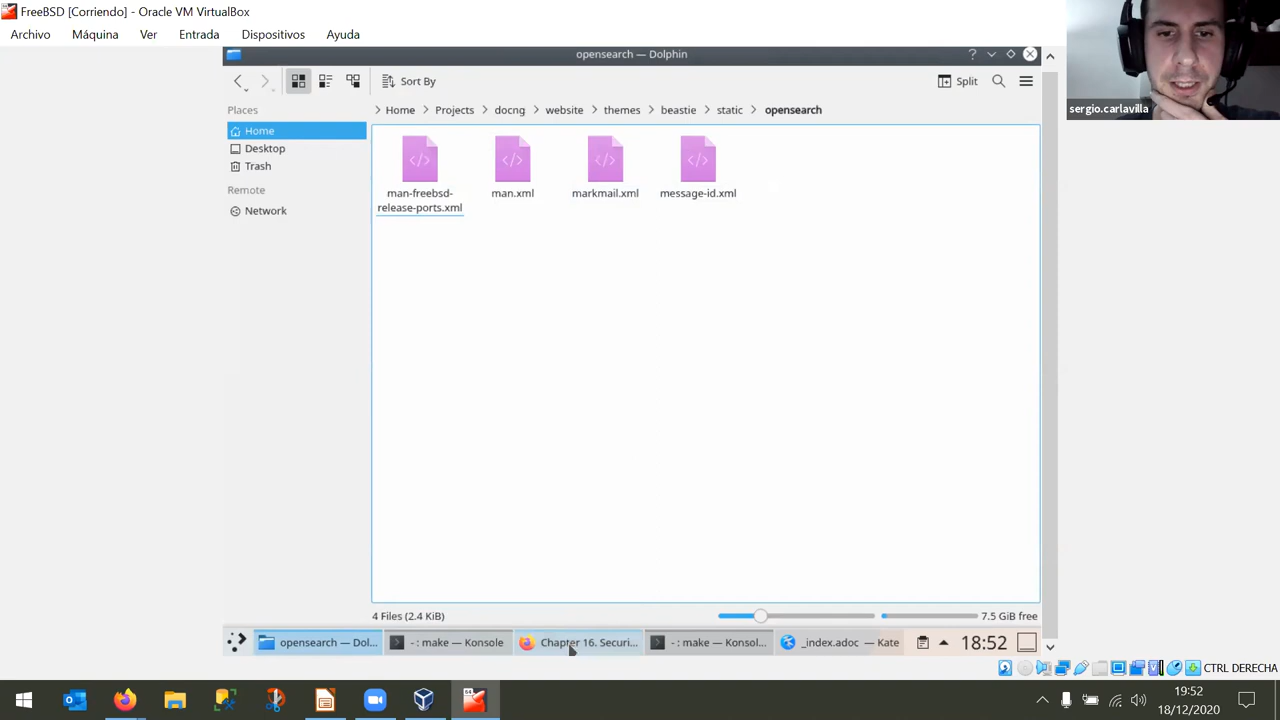 FreeBSD [Corriendo] - Oracle VM VirtualBox
Archivo Máquina Ver Entrada Dispositivos Ayuda
opensearch — Dolphin
Sort By
Split
Places
Home Projects docng website themes beastie static opensearch
Home
Desktop
Trash
Remote
Network
man-freebsd-
release-ports.xml
man.xml
markmail.xml
message-id.xml
4 Files (2.4 KiB)
7.5 GiB free
opensearch — Dol...
- : make — Konsole
Chapter 16. Securi...
- : make — Konsol...
_index.adoc — Kate
18:52
CTRL DERECHA
19:52
18/12/2020
sergio.carlavilla